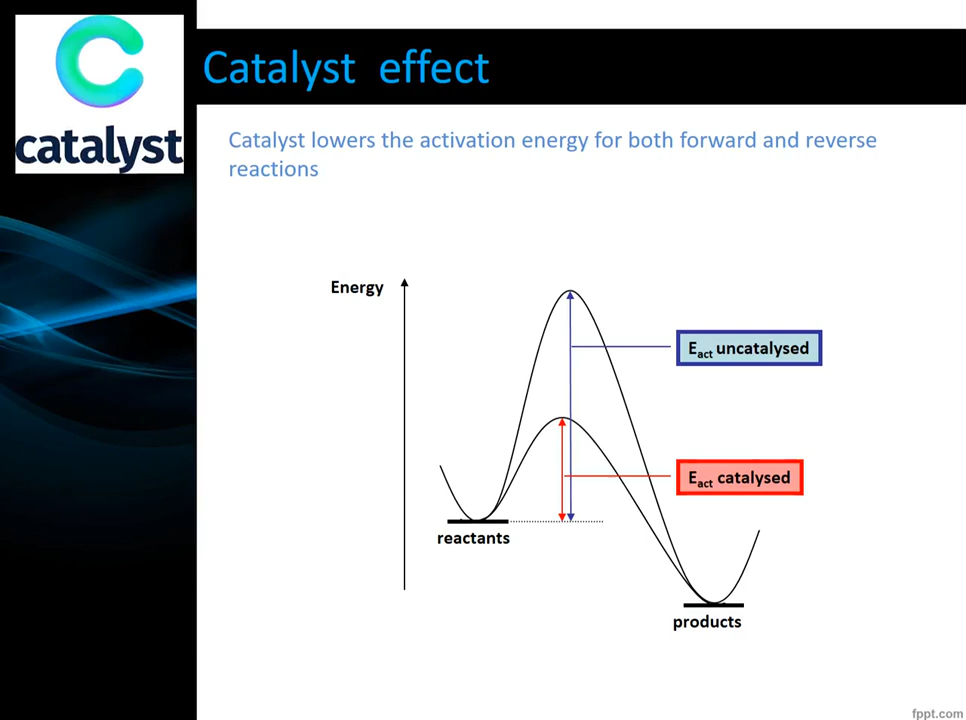 catalyst
Catalyst effect
Catalyst lowers the activation energy for both forward and reverse
reactions
Energy
Eact uncatalysed
Eact catalysed
reactants
products
fppt.com